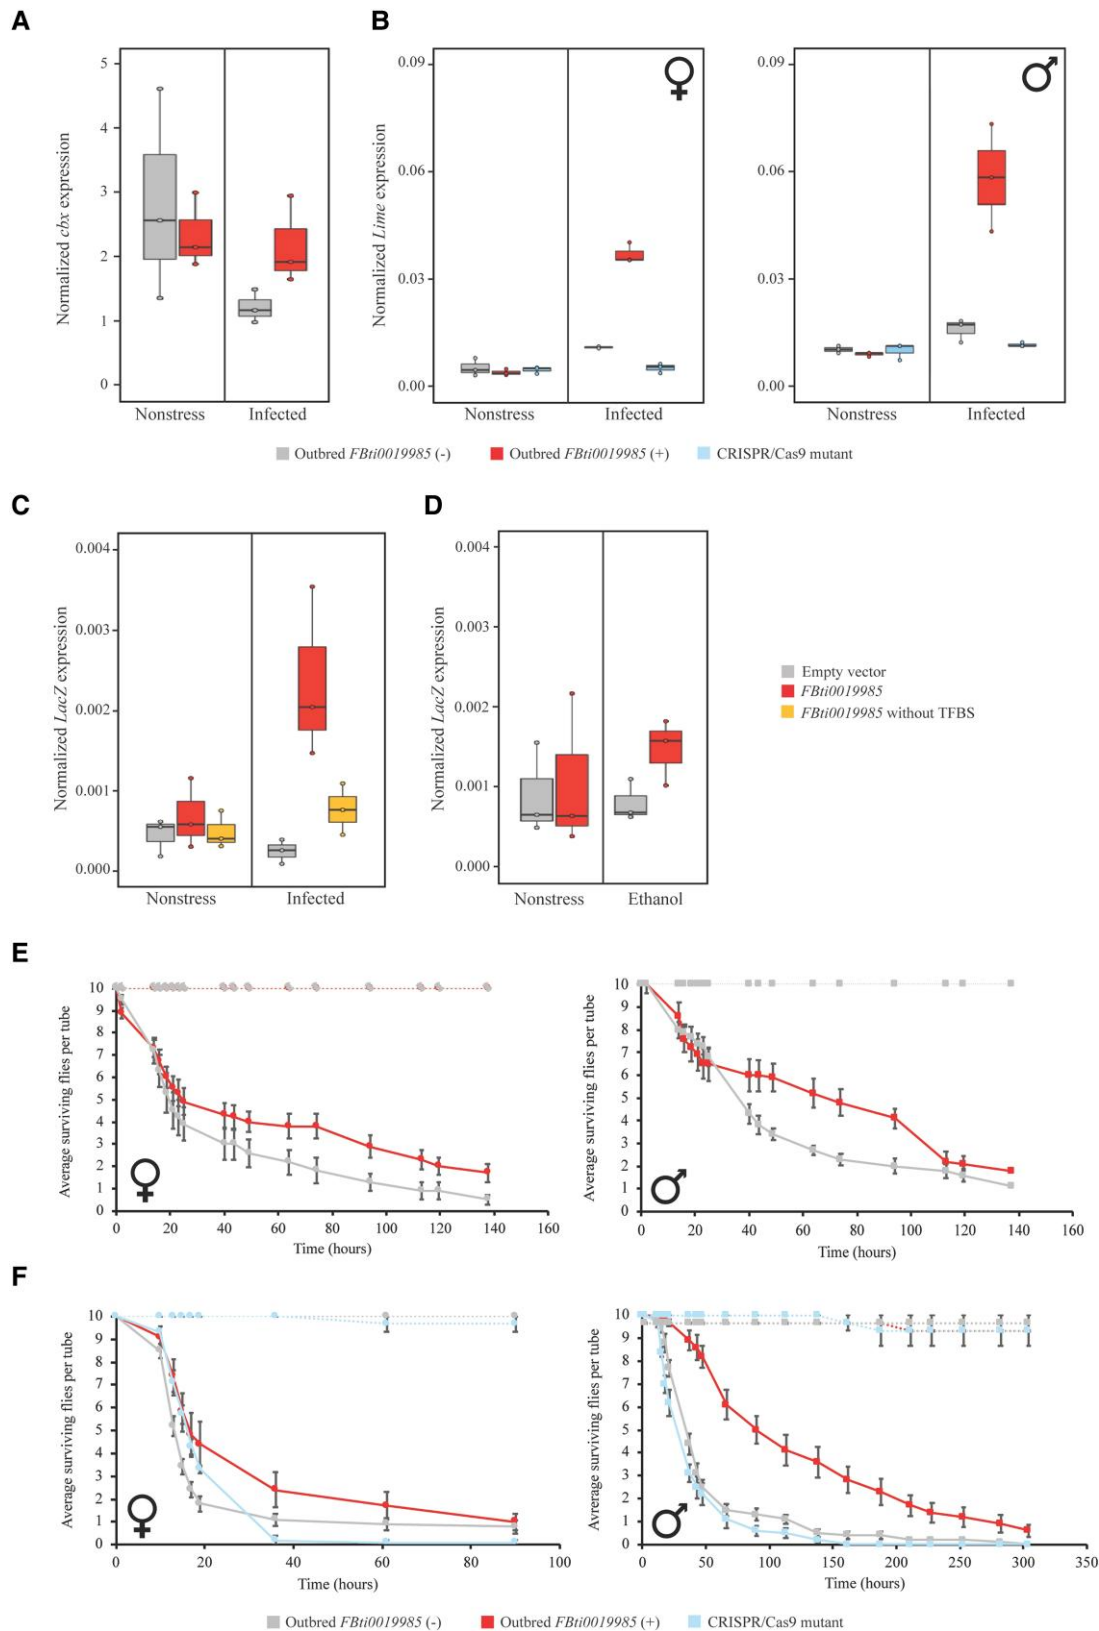 A
B
Normalized cbx expression
5
4
3
2
1
0
Nonstress
Infected
Normalized Lime expression
0.09
0.06
0.03
0.00
♀
Nonstress
Infected
0.09
0.06
0.03
0.00
♂
Nonstress
Infected
Outbred FBti0019985 (-)
Outbred FBti0019985 (+)
CRISPR/Cas9 mutant
C
D
Normalized LacZ expression
0.004
0.003
0.002
0.001
0.000
Nonstress
Infected
Normalized LacZ expression
0.004
0.003
0.002
0.001
0.000
Nonstress
Ethanol
Empty vector
FBti0019985
FBti0019985 without TFBS
E
Average surviving flies per tube
10
9
8
7
6
5
4
3
2
1
0
♀
0 20 40 60 80 100 120 140 160
Time (hours)
Average surviving flies per tube
10
9
8
7
6
5
4
3
2
1
0
♂
0 20 40 60 80 100 120 140 160
Time (hours)
F
Average surviving flies per tube
10
9
8
7
6
5
4
3
2
1
0
♀
0 20 40 60 80 100
Time (hours)
Avrerage surviving flies per tube
10
9
8
7
6
5
4
3
2
1
0
♂
0 50 100 150 200 250 300 350
Time (hours)
Outbred FBti0019985 (-)
Outbred FBti0019985 (+)
CRISPR/Cas9 mutant